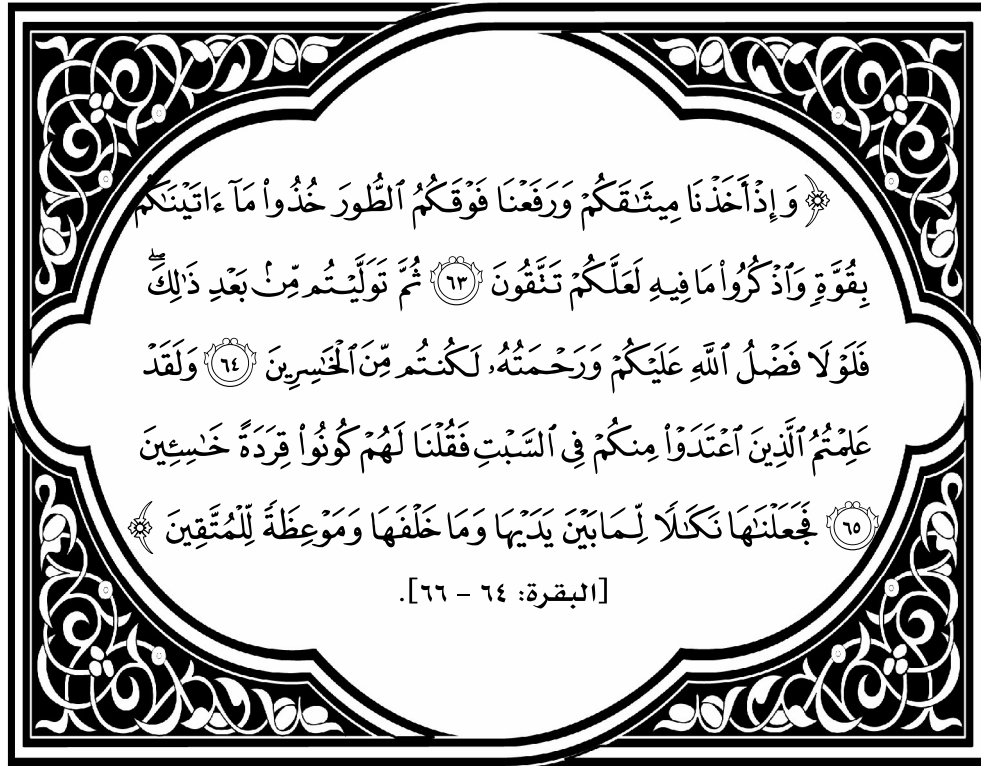 ﴿ وَإِذْ أَخَذْنَا مِيثَٰقَكُمْ وَرَفَعْنَا فَوْقَكُمُ ٱلطُّورَ خُذُوا۟ مَآ ءَاتَيْنَٰكُم
بِقُوَّةٍ وَٱذْكُرُوا۟ مَا فِيهِ لَعَلَّكُمْ تَتَّقُونَ ٦٣ ثُمَّ تَوَلَّيْتُم مِّنۢ بَعْدِ ذَٰلِكَ ۖ
فَلَوْلَا فَضْلُ ٱللَّهِ عَلَيْكُمْ وَرَحْمَتُهُۥ لَكُنتُم مِّنَ ٱلْخَٰسِرِينَ ٦٤ وَلَقَدْ
عَلِمْتُمُ ٱلَّذِينَ ٱعْتَدَوْا۟ مِنكُمْ فِى ٱلسَّبْتِ فَقُلْنَا لَهُمْ كُونُوا۟ قِرَدَةً خَٰسِـِٔينَ
٦٥ فَجَعَلْنَٰهَا نَكَٰلًا لِّمَا بَيْنَ يَدَيْهَا وَمَا خَلْفَهَا وَمَوْعِظَةً لِّلْمُتَّقِينَ ﴾
[البقرة: ٦٤ - ٦٦].